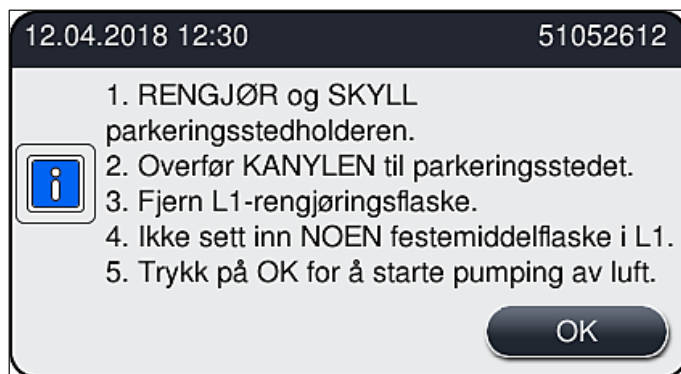 12.04.2018 12:30 51052612
1. RENGJØR og SKYLL
parkeringsstedholderen.
2. Overfør KANYLEN til parkeringsstedet.
3. Fjern L1-rengjøringsflaske.
4. Ikke sett inn NOEN festemiddelflaske i L1.
5. Trykk på OK for å starte pumping av luft.
OK